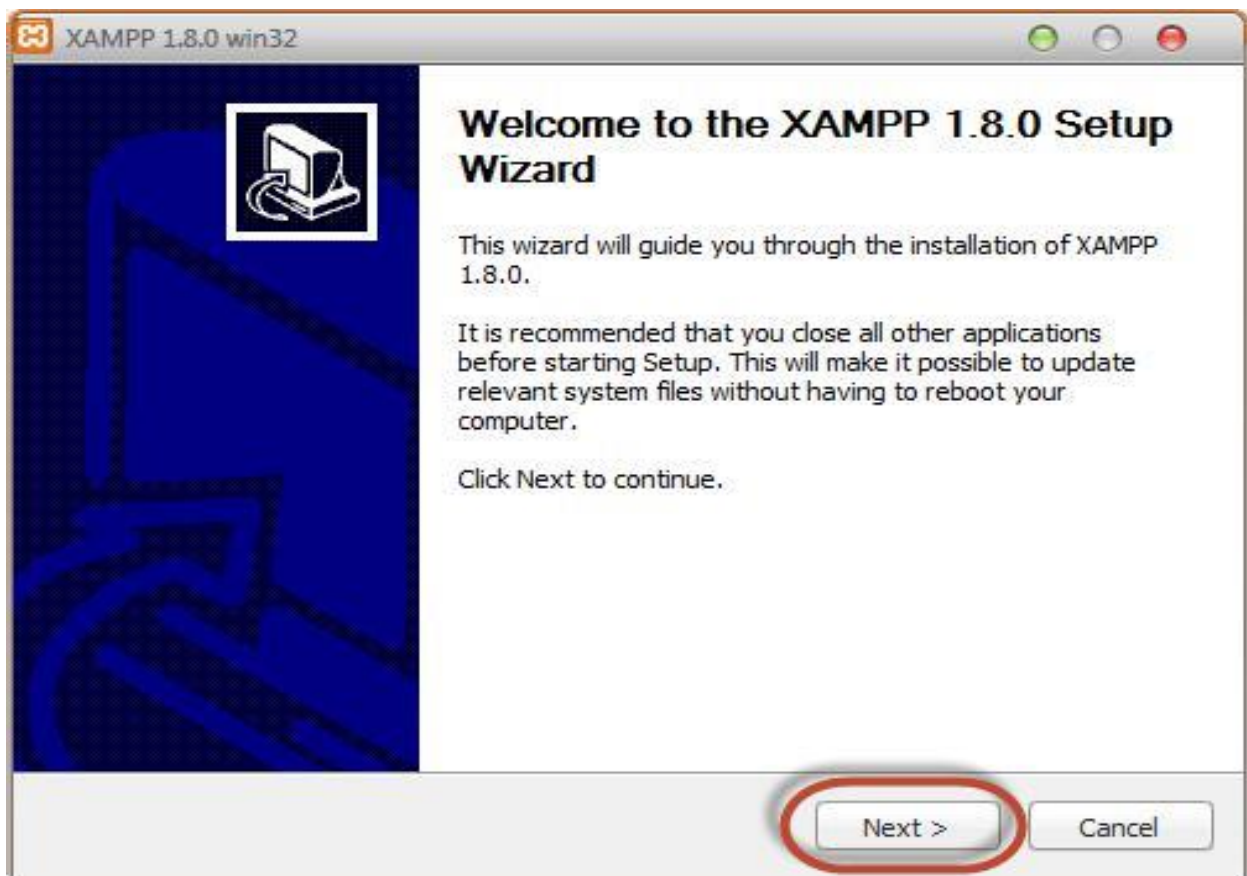 XAMPP 1.8.0 win32
Welcome to the XAMPP 1.8.0 Setup
Wizard
This wizard will guide you through the installation of XAMPP
1.8.0.
It is recommended that you close all other applications
before starting Setup. This will make it possible to update
relevant system files without having to reboot your
computer.
Click Next to continue.
Next >
Cancel